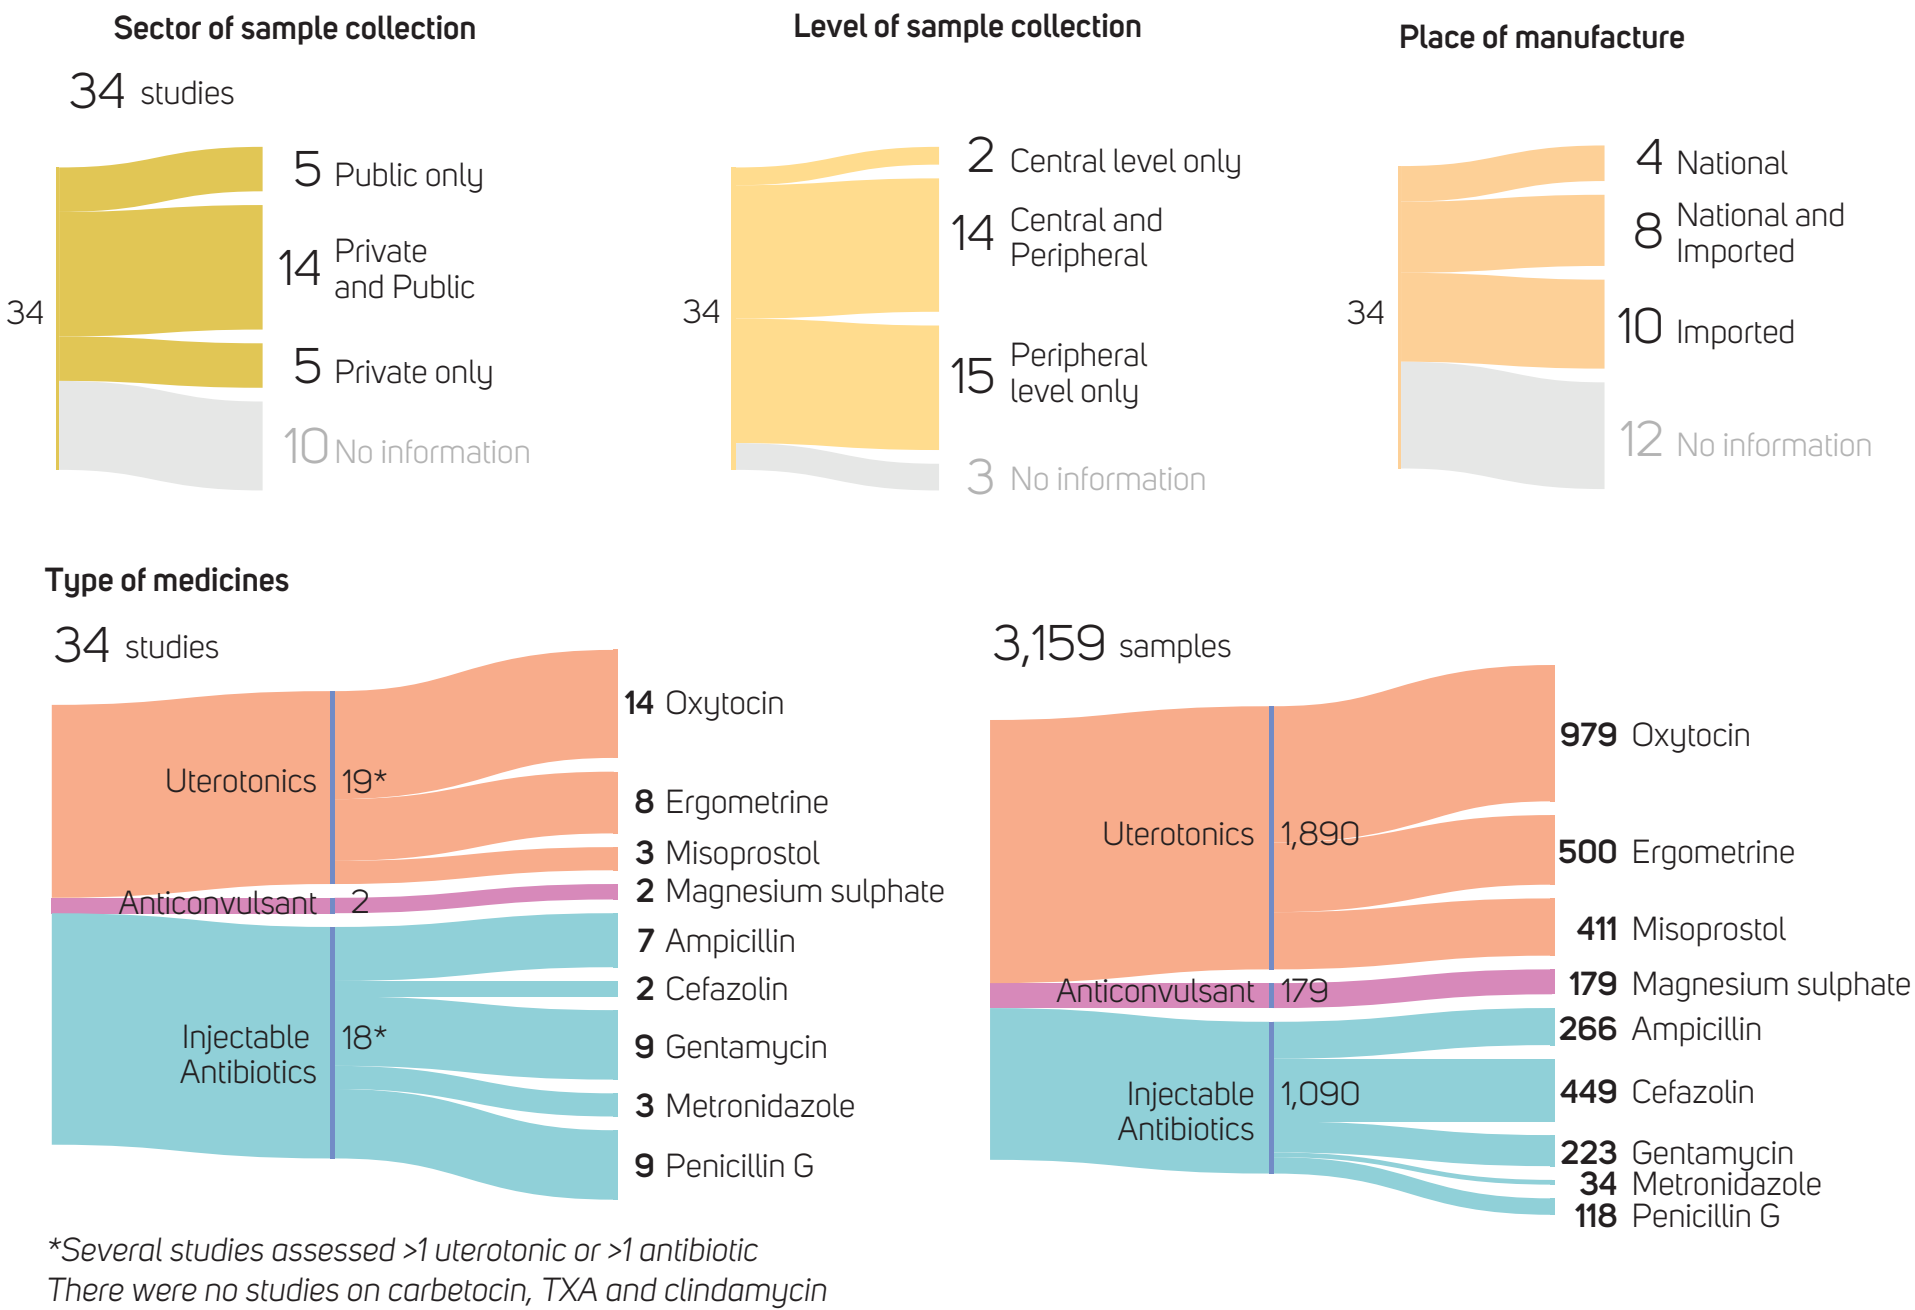 Sector of sample collection
34 studies
34
5 Public only
14 Private
and Public
5 Private only
10 No information
Level of sample collection
34
2 Central level only
14 Central and
Peripheral
15 Peripheral
level only
3 No information
Place of manufacture
34
4 National
8 National and
Imported
10 Imported
12 No information
Type of medicines
34 studies
Uterotonics 19*
Anticonvulsant 2
Injectable
Antibiotics
18*
14 Oxytocin
8 Ergometrine
3 Misoprostol
2 Magnesium sulphate
7 Ampicillin
2 Cefazolin
9 Gentamycin
3 Metronidazole
9 Penicillin G
3,159 samples
Uterotonics 1,890
Anticonvulsant 179
Injectable
Antibiotics
1,090
979 Oxytocin
500 Ergometrine
411 Misoprostol
179 Magnesium sulphate
266 Ampicillin
449 Cefazolin
223 Gentamycin
34 Metronidazole
118 Penicillin G
*Several studies assessed >1 uterotonic or >1 antibiotic
There were no studies on carbetocin, TXA and clindamycin